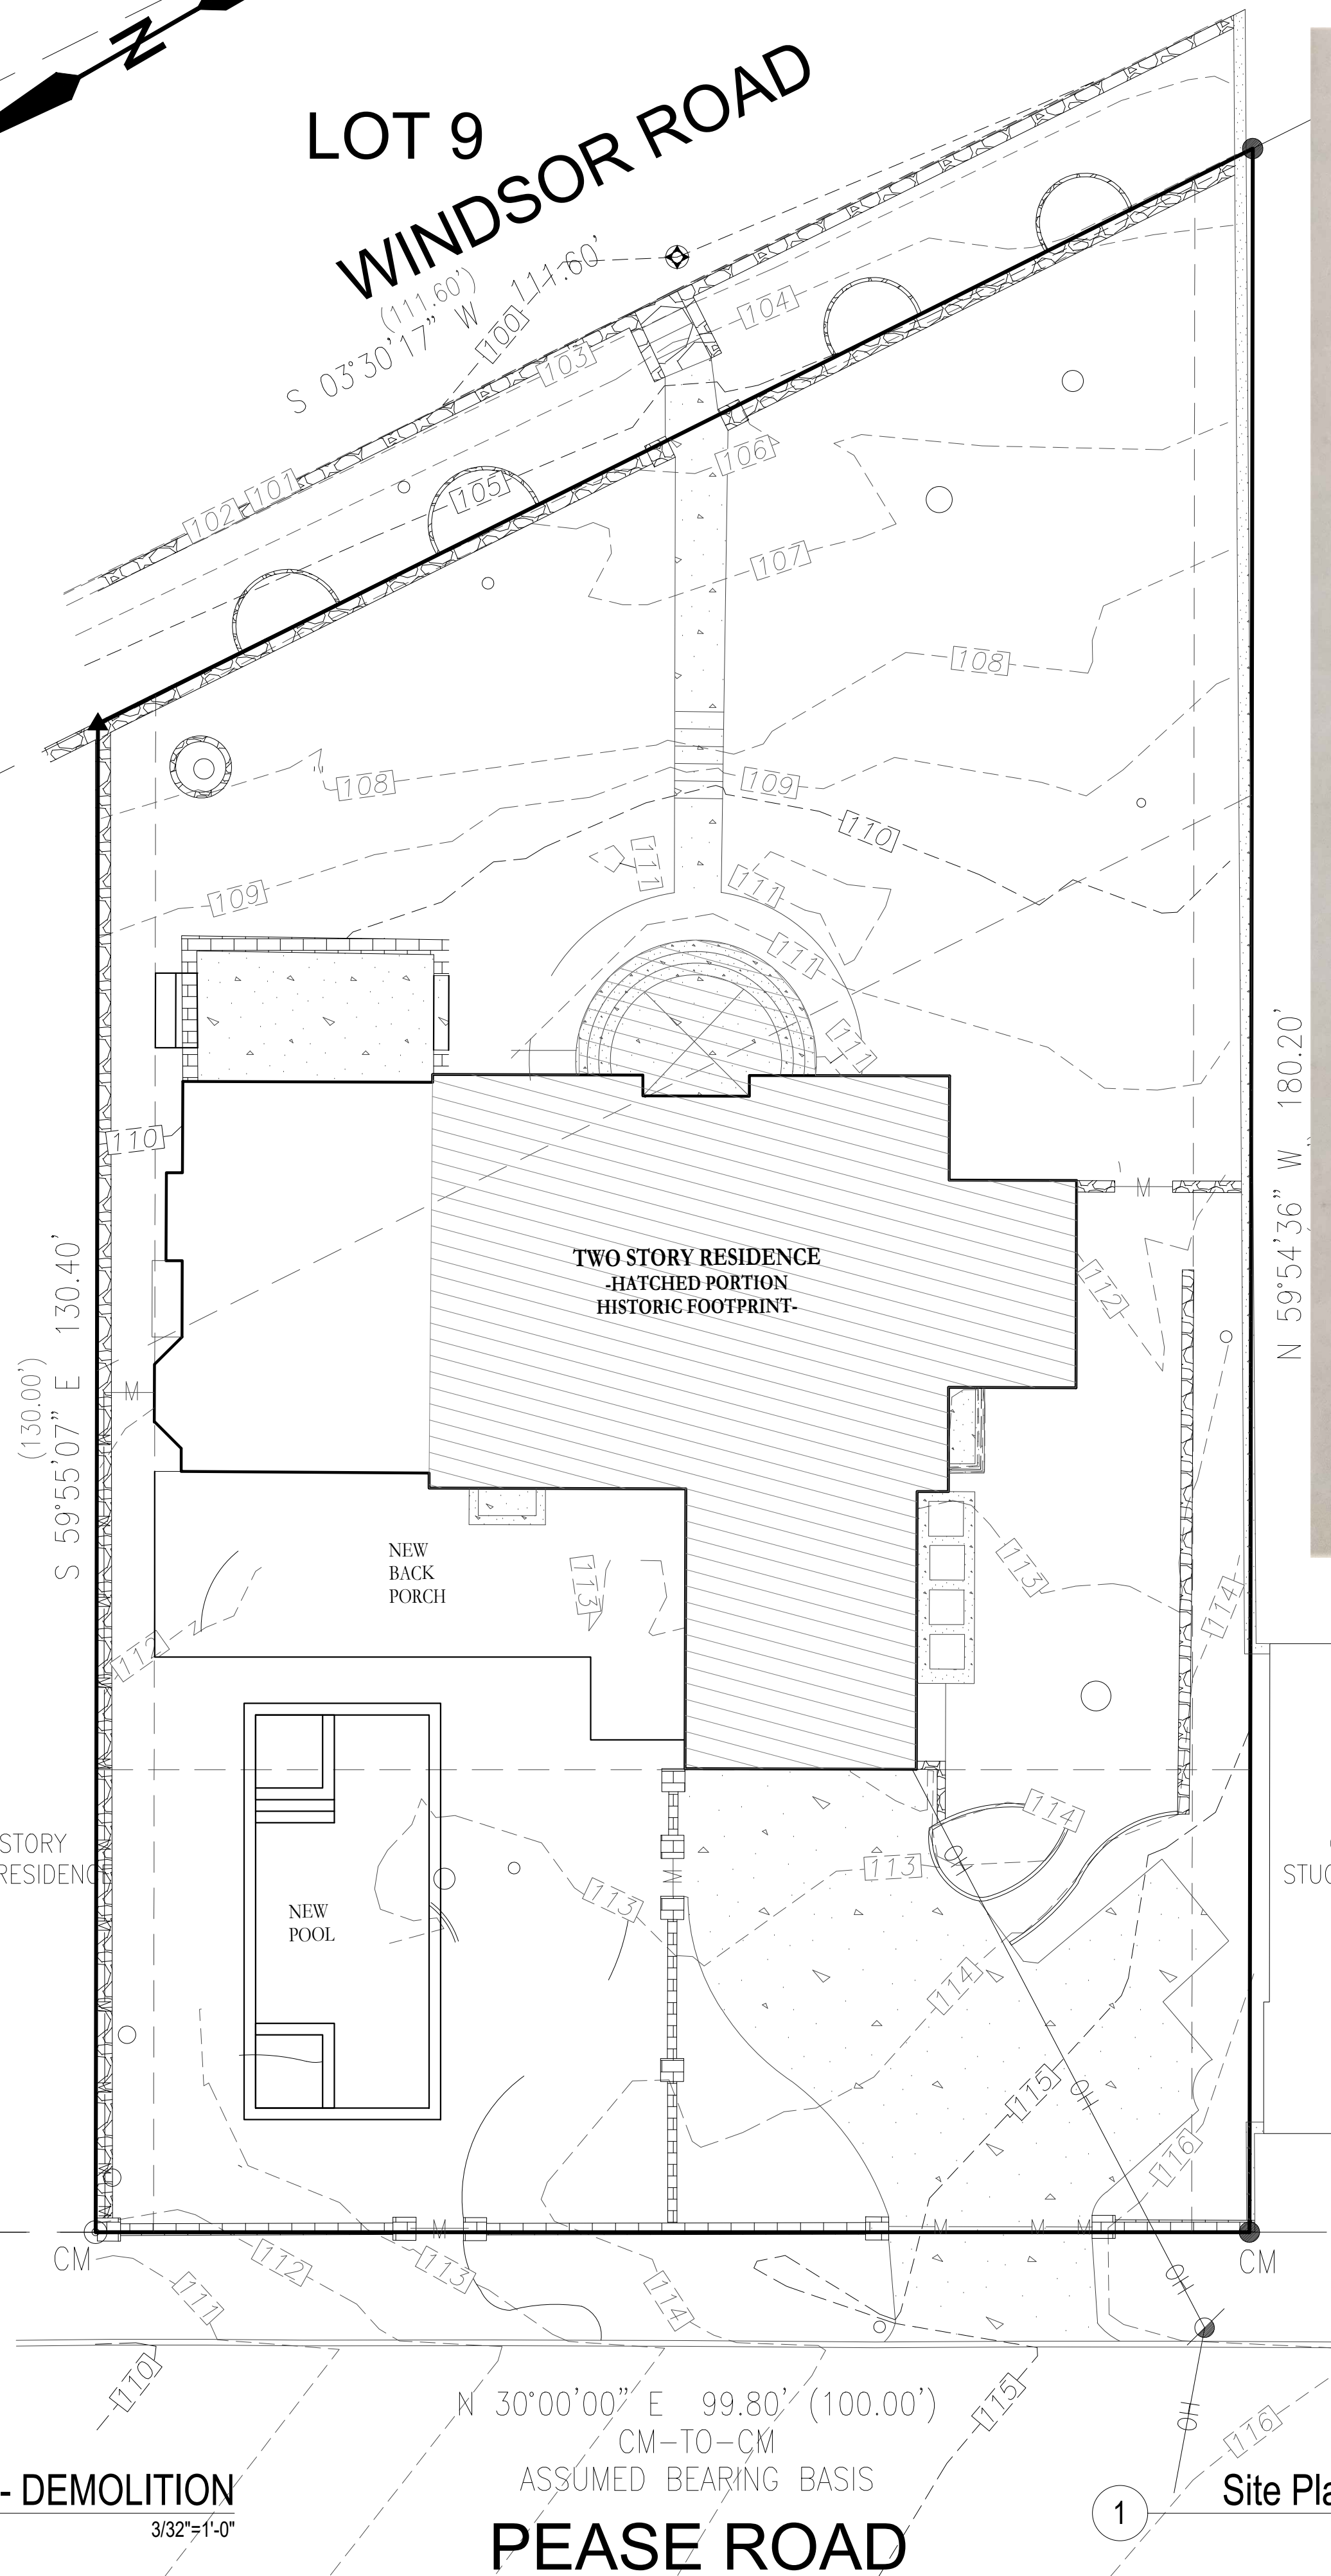 N
LOT 9
WINDSOR ROAD
(111.60')
S 03°30'17" W 111.60'
100
104
103
106
101
102
105
107
108
108
109
110
111
111
109
111
111
110
TWO STORY RESIDENCE
-HATCHED PORTION
HISTORIC FOOTPRINT-
M
112
N 59°54'36" W 180.20'
(130.00')
S 59°55'07" E 130.40'
M
NEW
BACK
PORCH
113
113
114
112
114
STORY
RESIDENCE
OH
113
STUC
113
NEW
POOL
M
114
115
OH
116
M
M
M
M
CM
CM
112
113
111
114
OH
110
115
OH
116
N 30°00'00" E 99.80' (100.00')
CM-TO-CM
ASSUMED BEARING BASIS
- DEMOLITION
3/32"=1'-0"
PEASE ROAD
1
Site Pla